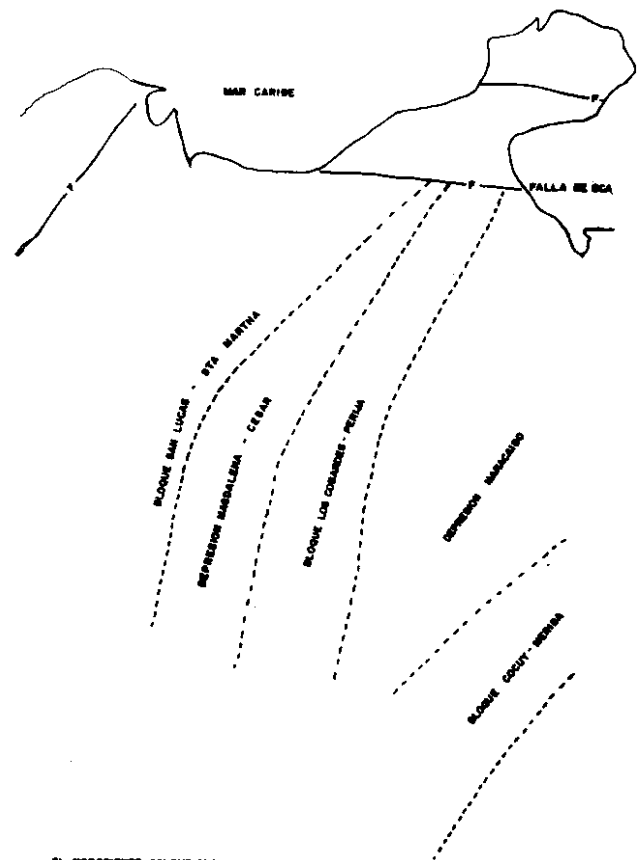 MAR CARIBE
F
F
F
FALLA DE OCA
BLOQUE SAN LUCAS - STA MARTHA
DEPRESION MAGDALENA - CESAR
BLOQUE LOS COBARDES - PERIJA
DEPRESION MARACAIBO
BLOQUE COCUY - MERIDA